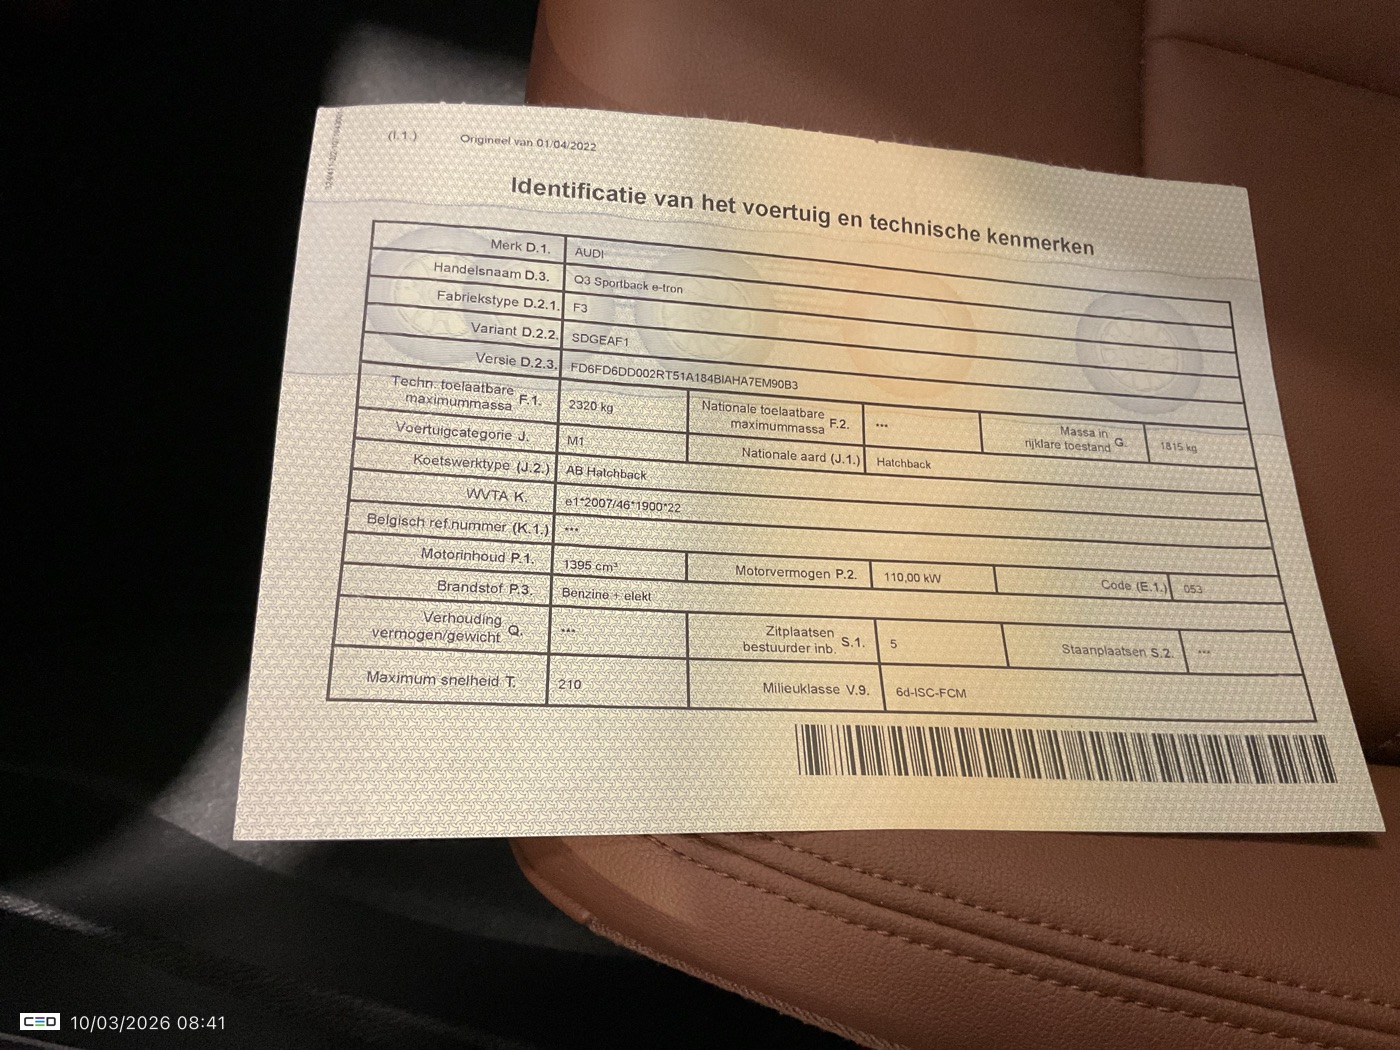 (I.1.) Origineel van 01/04/2022
Identificatie van het voertuig en technische kenmerken
Merk D.1. AUDI
Handelsnaam D.3. Q3 Sportback e-tron
Fabriekstype D.2.1. F3
Variant D.2.2. SDGEAF1
Versie D.2.3. FD6FD6DD002RT51A184BIAHA7EM90B3
Techn. toelaatbare maximummassa F.1. 2320 kg Nationale toelaatbare maximummassa F.2. --- Massa in rijklare toestand G. 1815 kg
Voertuigcategorie J. M1 Nationale aard (J.1.) Hatchback
Koetswerktype (J.2.) AB Hatchback
WVTA K. e1*2007/46*1900*22
Belgisch ref.nummer (K.1.) ---
Motorinhoud P.1. 1395 cm³ Motorvermogen P.2. 110,00 kW Code (E.1.) 053
Brandstof P.3. Benzine + elekt
Verhouding vermogen/gewicht Q. --- Zitplaatsen bestuurder inb. S.1. 5 Staanplaatsen S.2. ---
Maximum snelheid T. 210 Milieuklasse V.9. 6d-ISC-FCM
CED 10/03/2026 08:41